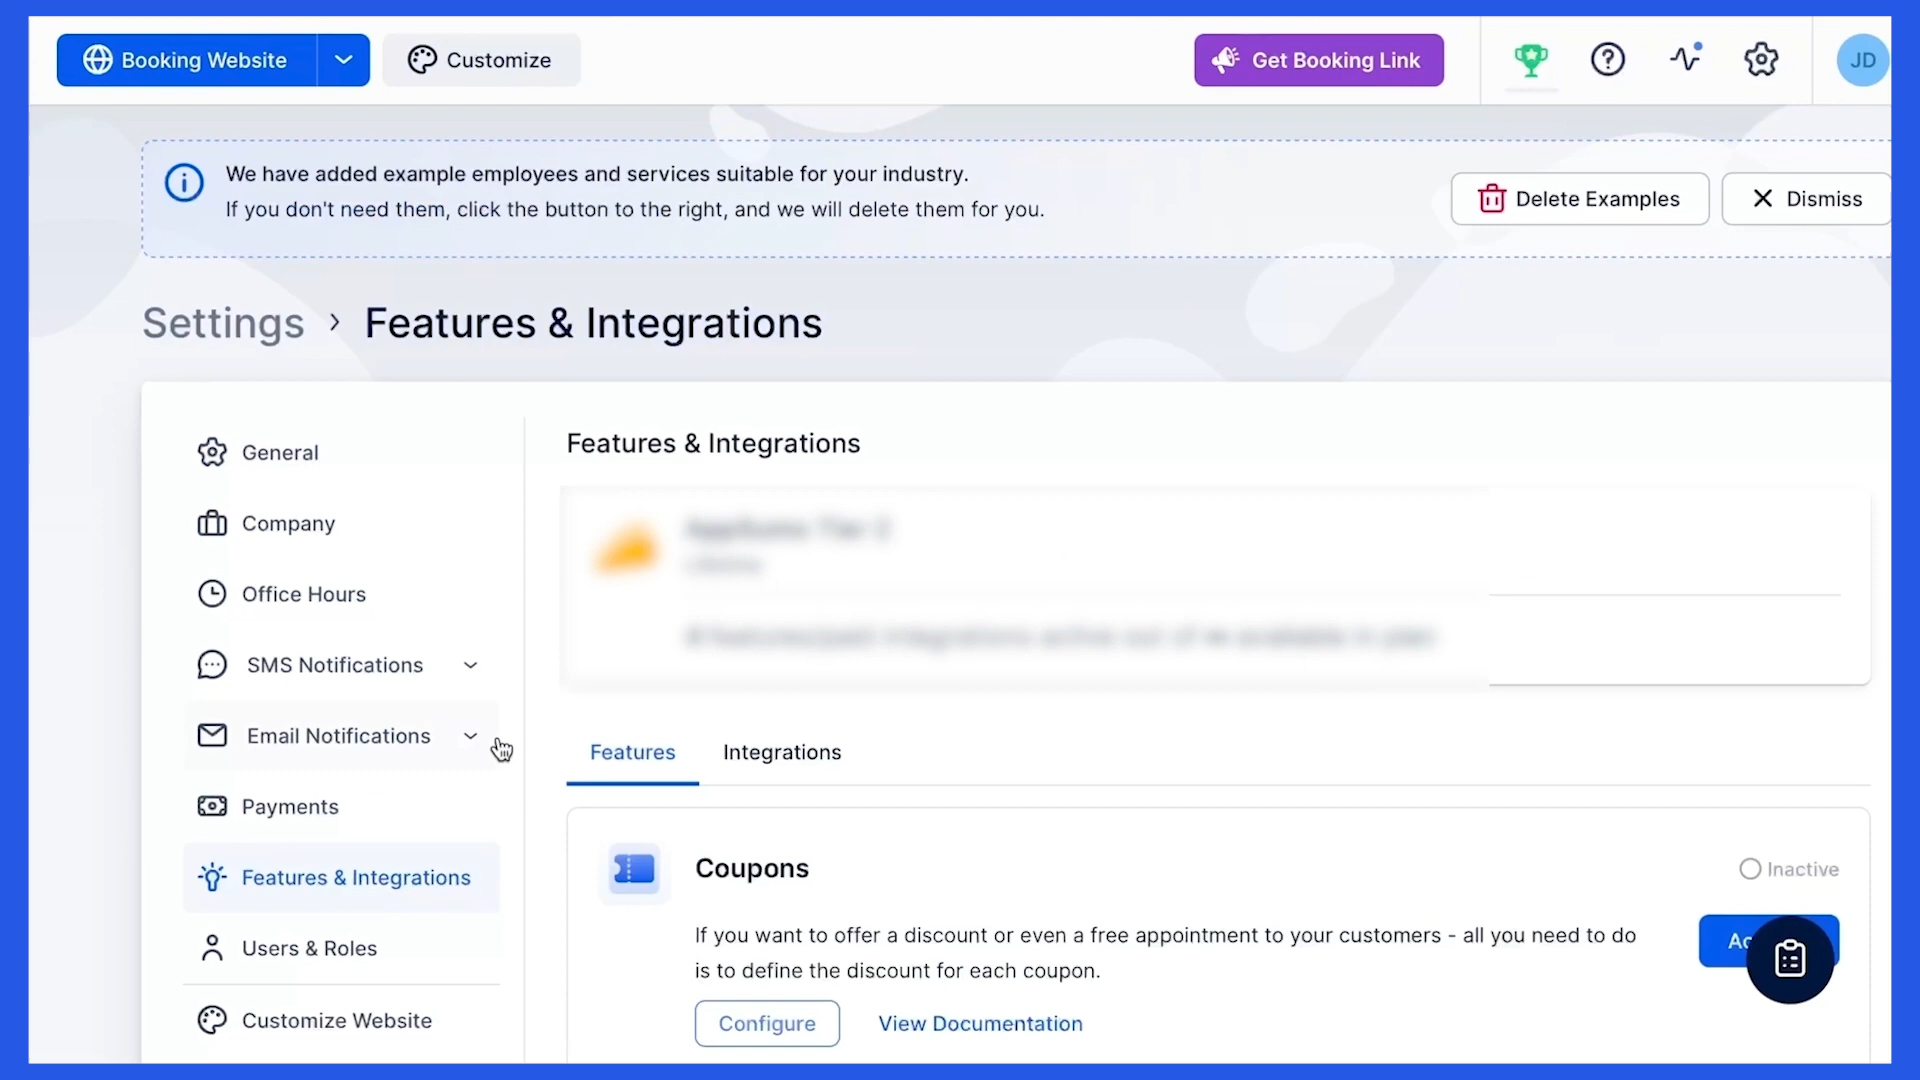 Booking Website
Customize
Get Booking Link
JD
We have added example employees and services suitable for your industry.
If you don't need them, click the button to the right, and we will delete them for you.
Delete Examples
Dismiss
Settings › Features & Integrations
General
Company
Office Hours
SMS Notifications
Email Notifications
Payments
Features & Integrations
Users & Roles
Customize Website
Features & Integrations
Features
Integrations
Coupons
Inactive
If you want to offer a discount or even a free appointment to your customers - all you need to do
is to define the discount for each coupon.
Configure
View Documentation